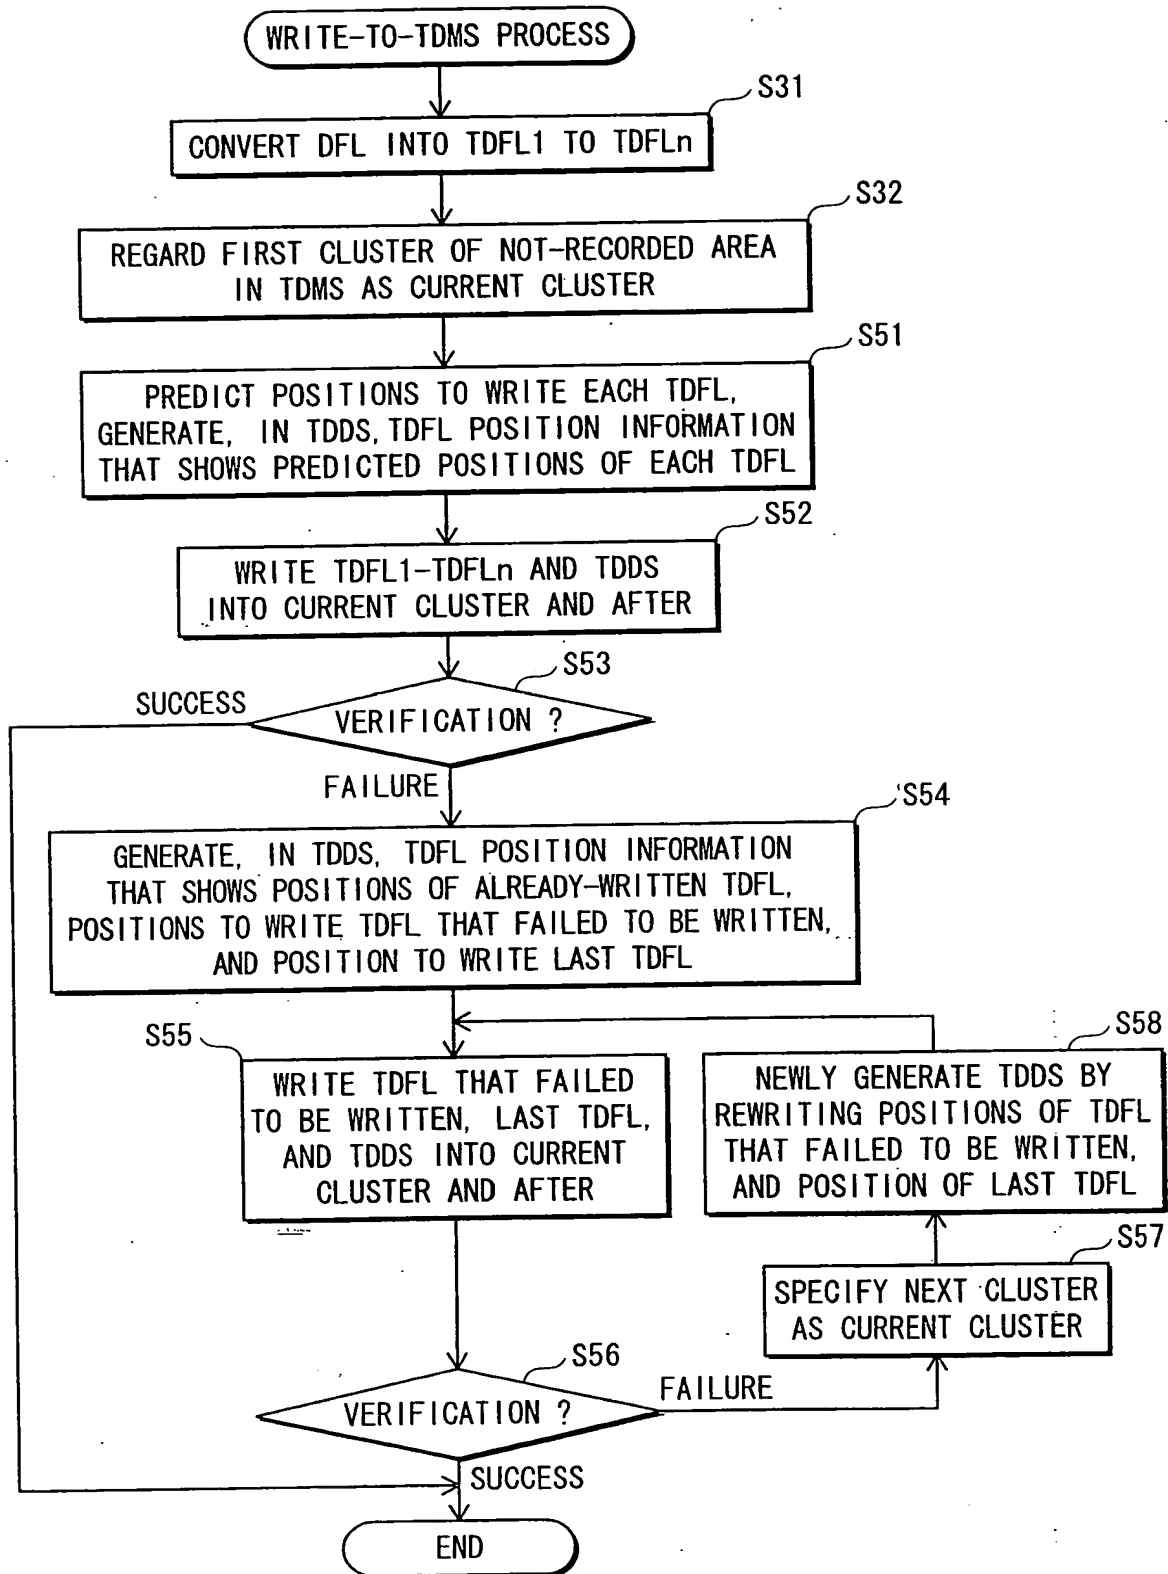 WRITE-TO-TDMS PROCESS
S31
CONVERT DFL INTO TDFL1 TO TDFLn
S32
REGARD FIRST CLUSTER OF NOT-RECORDED AREA
IN TDMS AS CURRENT CLUSTER
S51
PREDICT POSITIONS TO WRITE EACH TDFL,
GENERATE, IN TDDS, TDFL POSITION INFORMATION
THAT SHOWS PREDICTED POSITIONS OF EACH TDFL
S52
WRITE TDFL1-TDFLn AND TDDS
INTO CURRENT CLUSTER AND AFTER
S53
SUCCESS
VERIFICATION ?
FAILURE
S54
GENERATE, IN TDDS, TDFL POSITION INFORMATION
THAT SHOWS POSITIONS OF ALREADY-WRITTEN TDFL,
POSITIONS TO WRITE TDFL THAT FAILED TO BE WRITTEN,
AND POSITION TO WRITE LAST TDFL
S55
WRITE TDFL THAT FAILED
TO BE WRITTEN, LAST TDFL,
AND TDDS INTO CURRENT
CLUSTER AND AFTER
S58
NEWLY GENERATE TDDS BY
REWRITING POSITIONS OF TDFL
THAT FAILED TO BE WRITTEN,
AND POSITION OF LAST TDFL
S57
SPECIFY NEXT CLUSTER
AS CURRENT CLUSTER
S56
VERIFICATION ?
FAILURE
SUCCESS
END